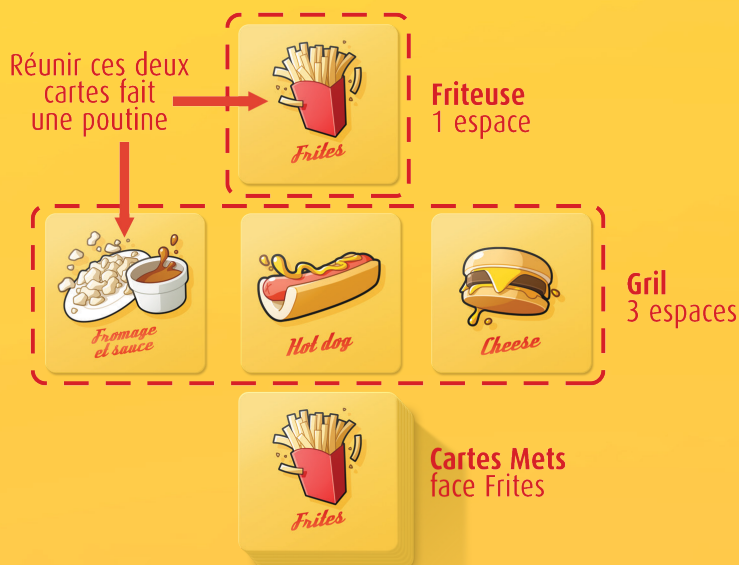 Réunir ces deux
cartes fait
une poutine
Frites
Friteuse
1 espace
Fromage
et sauce
Hot dog
Cheese
Gril
3 espaces
Frites
Cartes Mets
face Frites